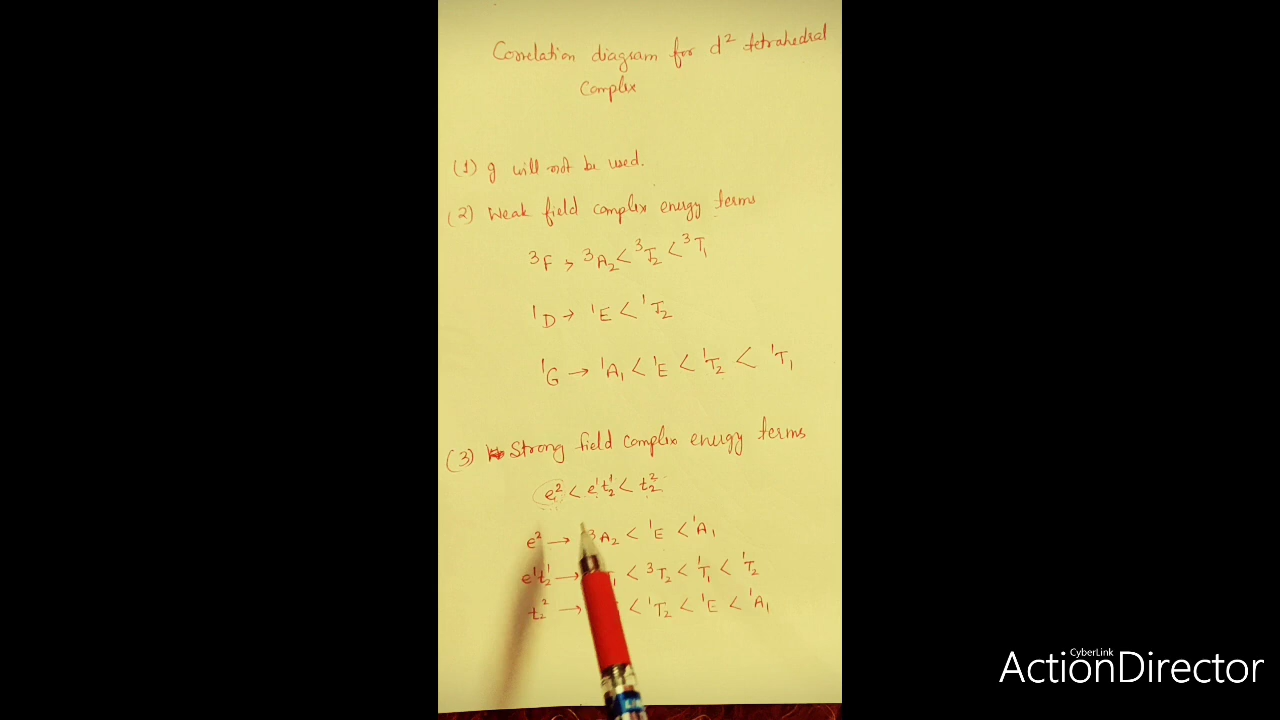 Correlation diagram for d² tetrahedral
Complex
(1) g will not be used.
(2) Weak field complex energy terms
³F → ³A₂ < ³T₂ < ³T₁
¹D → ¹E < ¹T₂
¹G → ¹A₁ < ¹E < ¹T₂ < ¹T₁
(3) Strong field complex energy terms
e² < e¹t₂¹ < t₂²
e² → ³A₂ < ¹E < ¹A₁
e¹t₂¹ → T₁ < ³T₂ < ¹T₁ < ¹T₂
t₂² → < ¹T₂ < ¹E < ¹A₁
CyberLink
ActionDirector